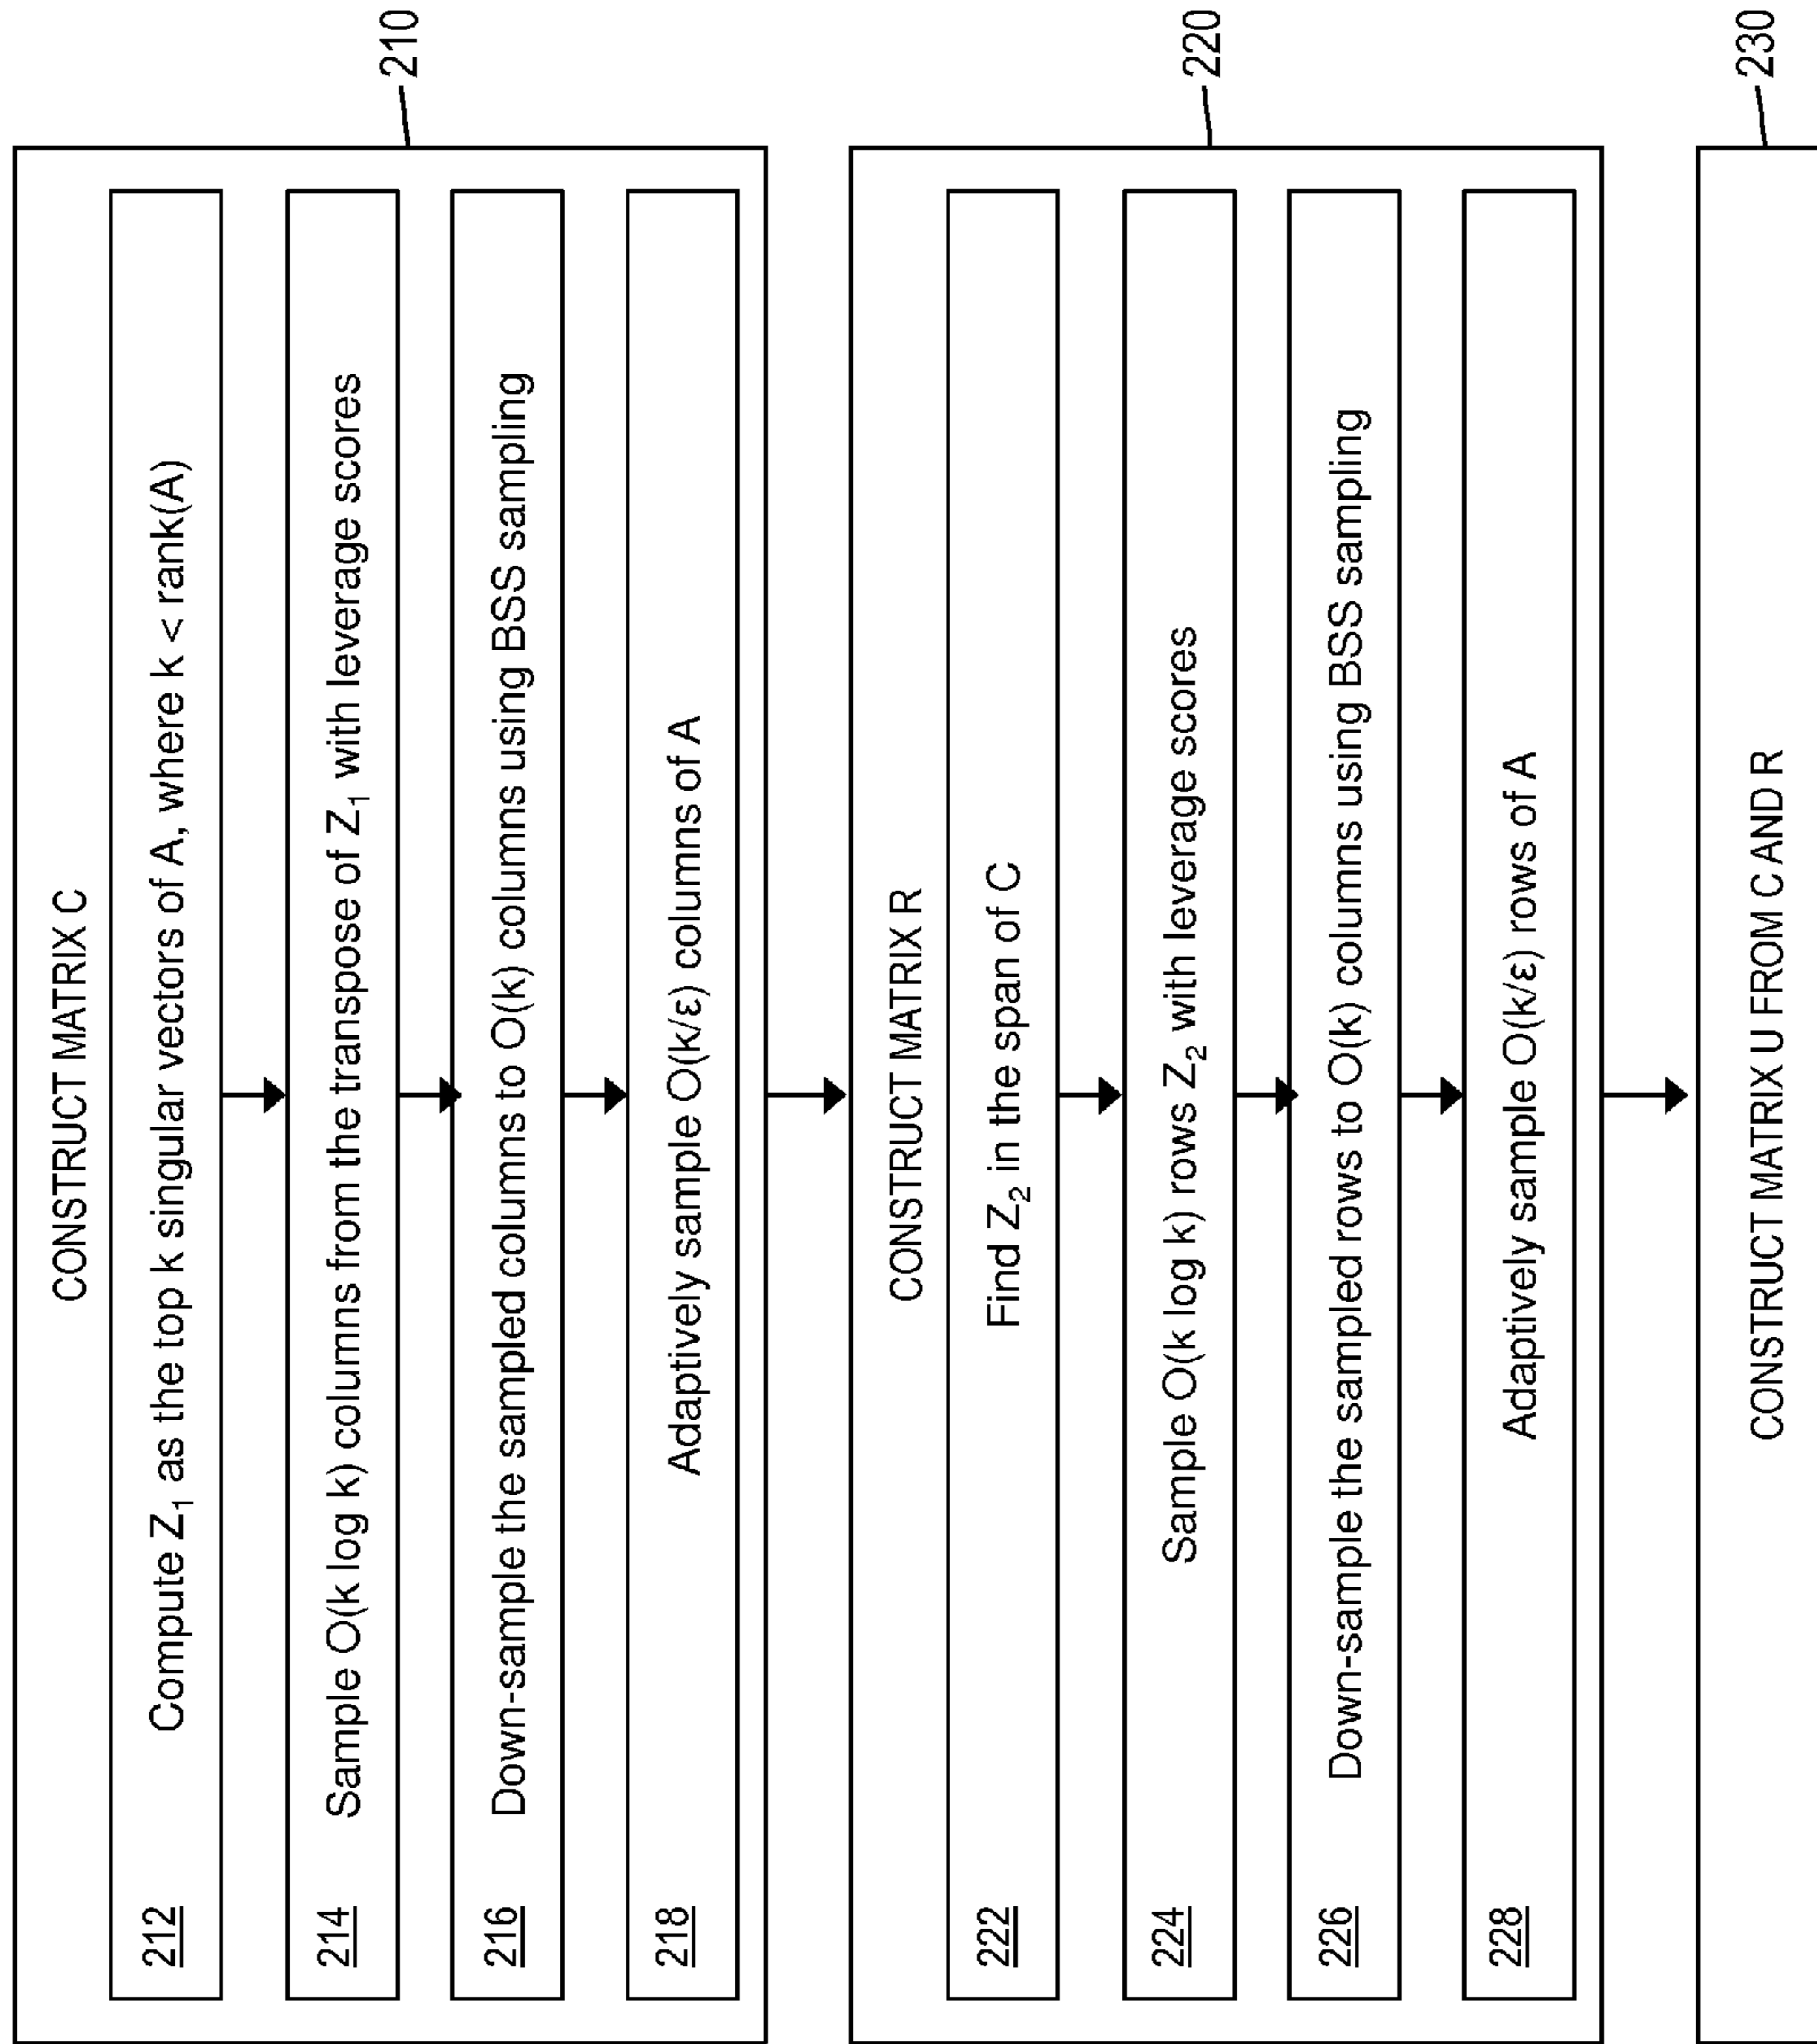 CONSTRUCT MATRIX C
212 Compute Z₁ as the top k singular vectors of A, where k < rank(A)
214 Sample O(k log k) columns from the transpose of Z₁ with leverage scores
216 Down-sample the sampled columns to O(k) columns using BSS sampling
218 Adaptively sample O(k/ε) columns of A
210
CONSTRUCT MATRIX R
222 Find Z₂ in the span of C
224 Sample O(k log k) rows Z₂ with leverage scores
226 Down-sample the sampled rows to O(k) columns using BSS sampling
228 Adaptively sample O(k/ε) rows of A
220
CONSTRUCT MATRIX U FROM C AND R
230